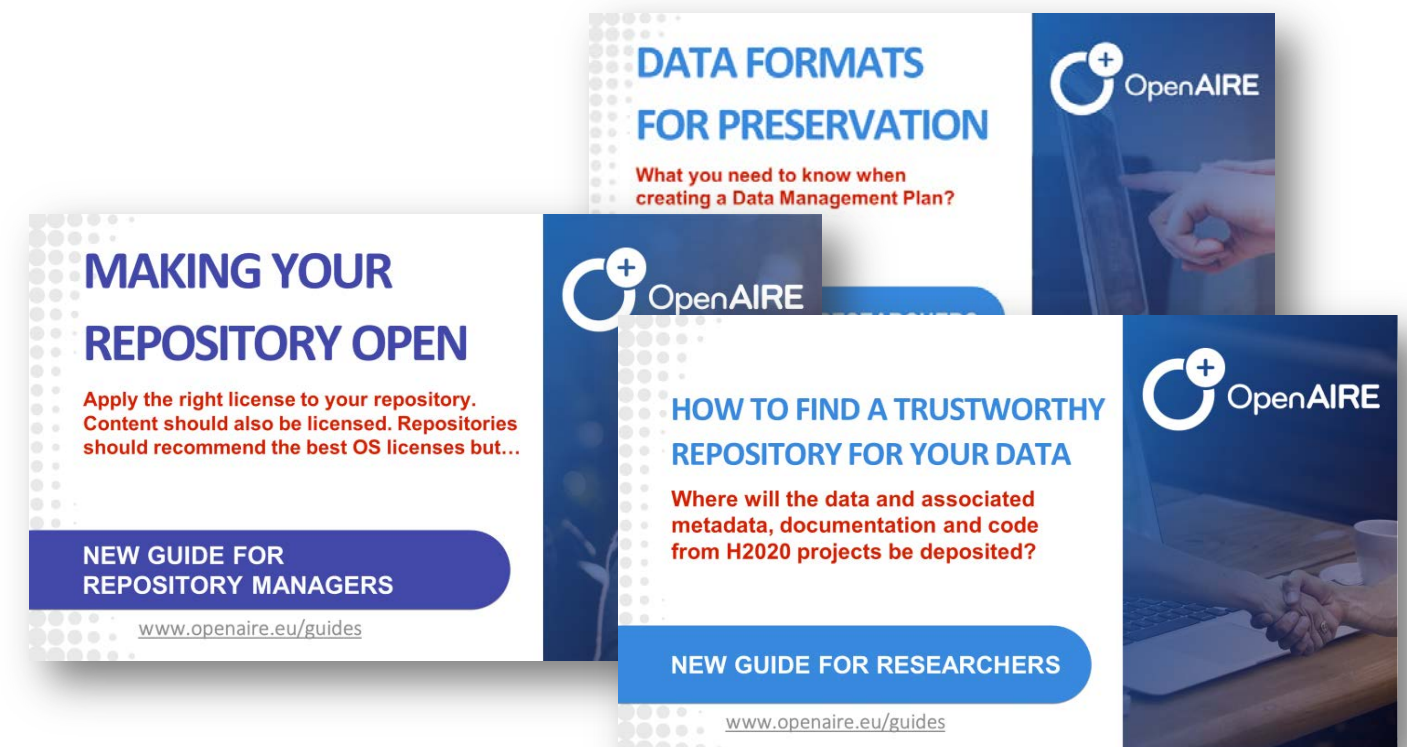 DATA FORMATS
FOR PRESERVATION
What you need to know when
creating a Data Management Plan?
OpenAIRE
MAKING YOUR
REPOSITORY OPEN
Apply the right license to your repository.
Content should also be licensed. Repositories
should recommend the best OS licenses but…
NEW GUIDE FOR
REPOSITORY MANAGERS
www.openaire.eu/guides
OpenAIRE
HOW TO FIND A TRUSTWORTHY
REPOSITORY FOR YOUR DATA
Where will the data and associated
metadata, documentation and code
from H2020 projects be deposited?
NEW GUIDE FOR RESEARCHERS
www.openaire.eu/guides
OpenAIRE